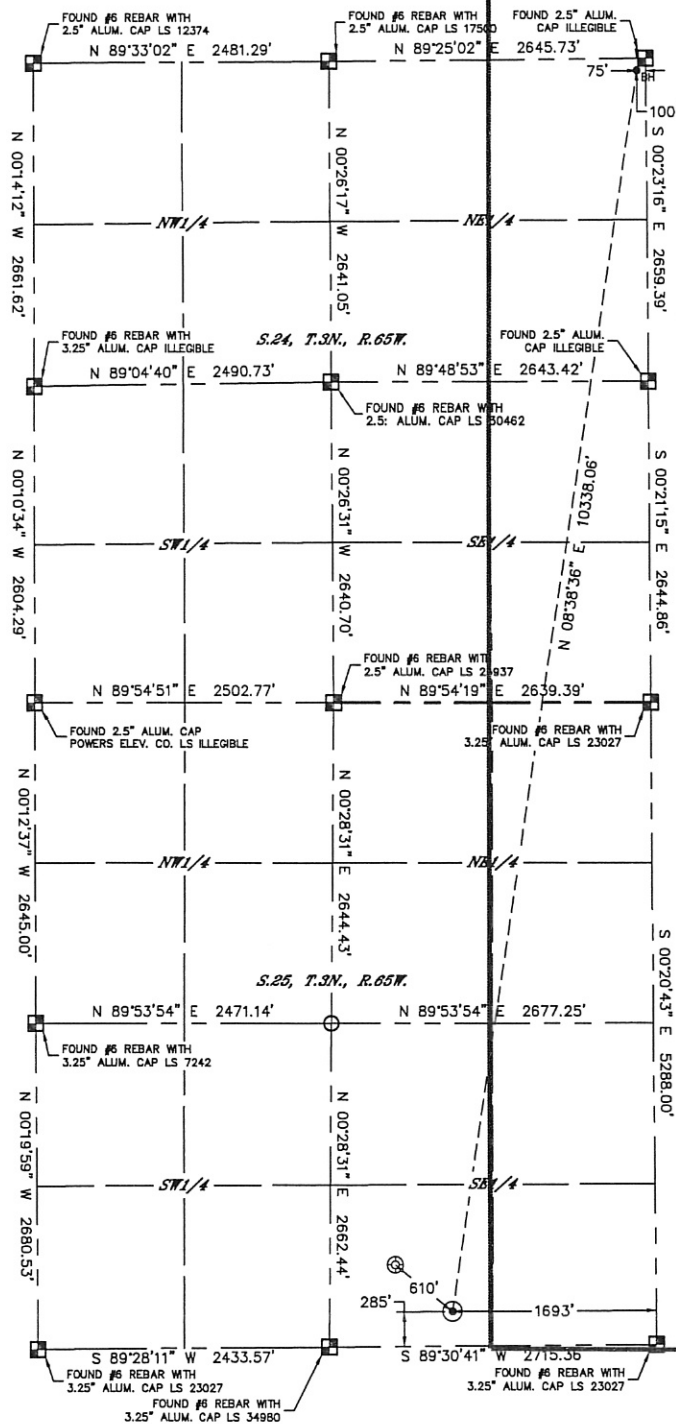 FOUND #6 REBAR WITH
2.5" ALUM. CAP LS 12374
FOUND #6 REBAR WITH
2.5" ALUM. CAP LS
FOUND 2.5" ALUM.
CAP ILLEGIBLE
N 89°33'02" E 2481.29'
N 89°25'02" E 2645.73'
75'
BH
100
N 00°14'12" W 2661.62'
N 00°26'17" W 2641.05'
S 00°23'16" E 2659.39'
NW1/4
NE1/4
FOUND #6 REBAR WITH
3.25" ALUM. CAP ILLEGIBLE
S.24, T.3N., R.65W.
FOUND 2.5" ALUM.
CAP ILLEGIBLE
N 89°04'40" E 2490.73'
N 89°48'53" E 2643.42'
FOUND #6 REBAR WITH
2.5: ALUM. CAP LS 30462
N 00°10'34" W 2604.29'
N 00°26'31" W 2640.70'
N 08°38'36" E 10338.06'
S 00°21'15" E 2644.86'
SW1/4
SE1/4
FOUND #6 REBAR WITH
2.5" ALUM. CAP LS
N 89°54'51" E 2502.77'
N 89°54'19" E 2639.39'
FOUND 2.5" ALUM. CAP
POWERS ELEV. CO. LS ILLEGIBLE
FOUND #6 REBAR WITH
3.25" ALUM. CAP LS 23027
N 00°12'37" W 2645.00'
N 00°28'31" E 2644.43'
NW1/4
NE1/4
S 00°20'43" E 5288.00'
S.25, T.3N., R.65W.
N 89°53'54" E 2471.14'
N 89°53'54" E 2677.25'
FOUND #6 REBAR WITH
3.25" ALUM. CAP LS 7242
N 00°19'59" W 2680.53'
N 00°28'31" E 2662.44'
SW1/4
SE1/4
610'
285'
1693'
S 89°28'11" W 2433.57'
S 89°30'41" W 2715.36'
FOUND #6 REBAR WITH
3.25" ALUM. CAP LS 23027
FOUND #6 REBAR WITH
3.25" ALUM. CAP LS 23027
FOUND #6 REBAR WITH
3.25" ALUM. CAP LS 34980